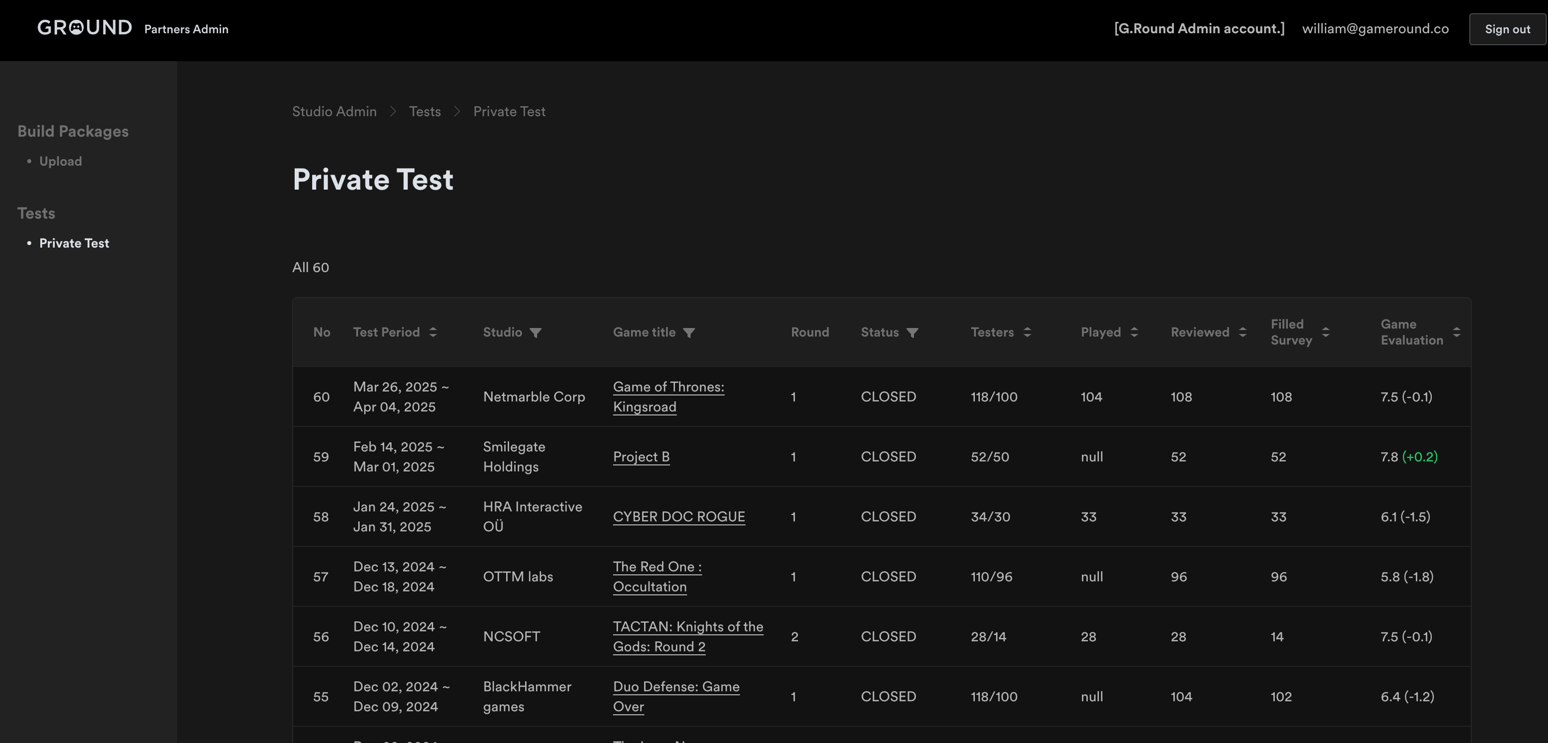 GROUND Partners Admin
[G.Round Admin account.] william@gameround.co Sign out
Build Packages
• Upload
Tests
• Private Test
Studio Admin > Tests > Private Test
Private Test
All 60
No Test Period Studio Game title Round Status Testers Played Reviewed Filled Survey Game Evaluation
60 Mar 26, 2025 ~ Apr 04, 2025 Netmarble Corp Game of Thrones: Kingsroad 1 CLOSED 118/100 104 108 108 7.5 (-0.1)
59 Feb 14, 2025 ~ Mar 01, 2025 Smilegate Holdings Project B 1 CLOSED 52/50 null 52 52 7.8 (+0.2)
58 Jan 24, 2025 ~ Jan 31, 2025 HRA Interactive OÜ CYBER DOC ROGUE 1 CLOSED 34/30 33 33 33 6.1 (-1.5)
57 Dec 13, 2024 ~ Dec 18, 2024 OTTM labs The Red One : Occultation 1 CLOSED 110/96 null 96 96 5.8 (-1.8)
56 Dec 10, 2024 ~ Dec 14, 2024 NCSOFT TACTAN: Knights of the Gods: Round 2 2 CLOSED 28/14 28 28 14 7.5 (-0.1)
55 Dec 02, 2024 ~ Dec 09, 2024 BlackHammer games Duo Defense: Game Over 1 CLOSED 118/100 null 104 102 6.4 (-1.2)